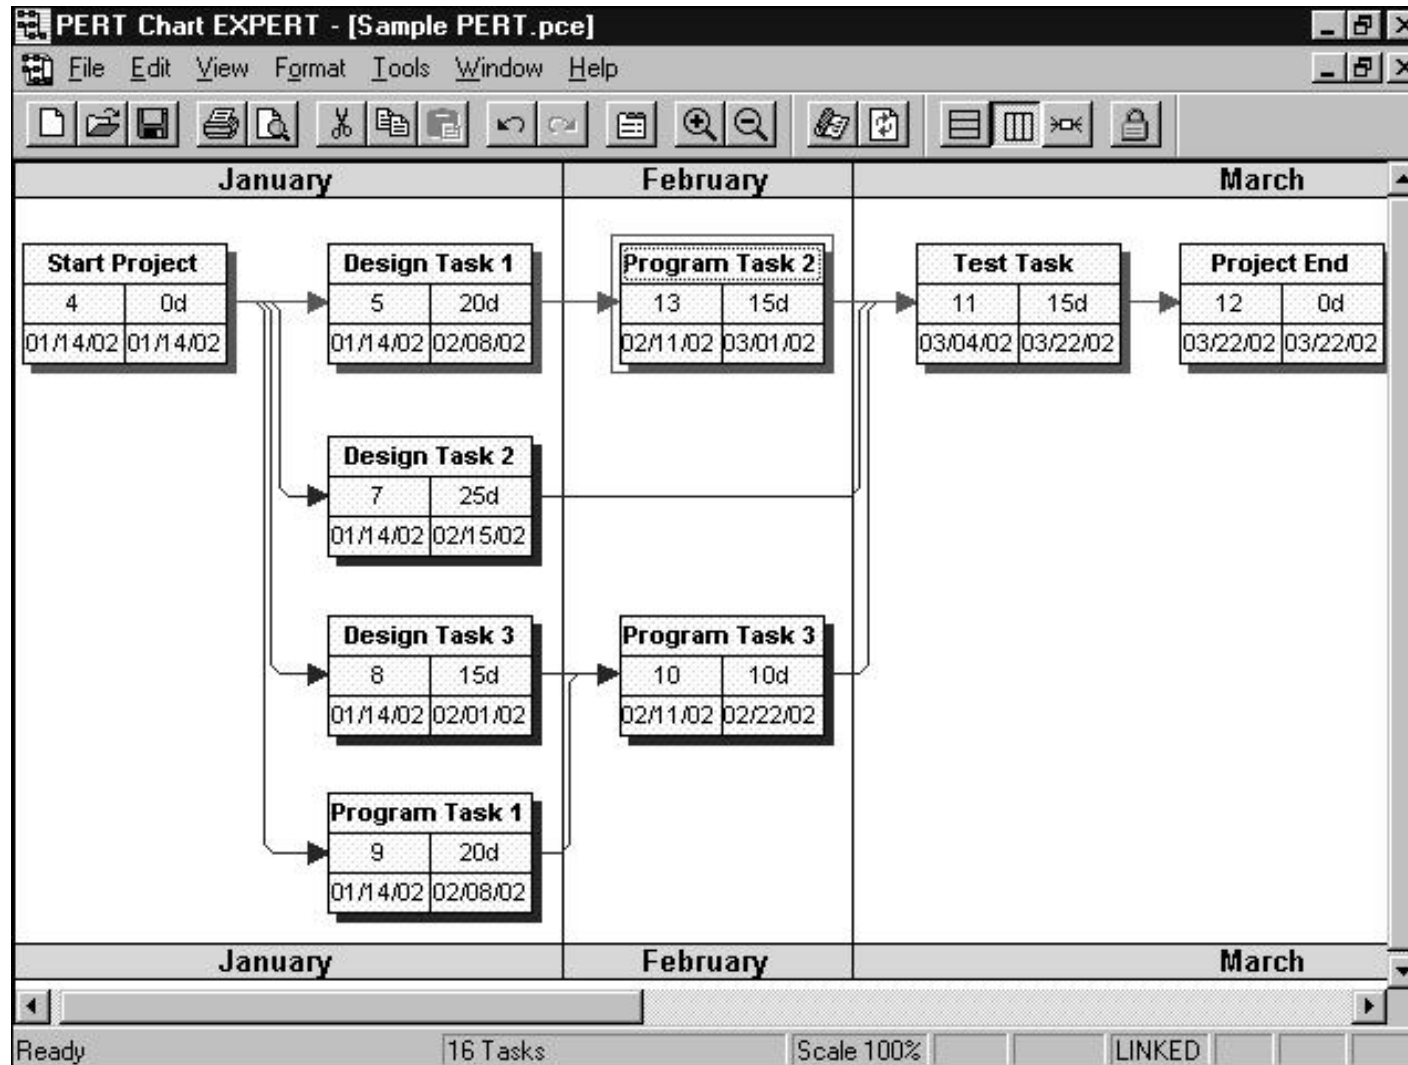 PERT Chart EXPERT - [Sample PERT.pce]
File Edit View Format Tools Window Help
January February March
Start Project
4 0d
01/14/02 01/14/02
Design Task 1
5 20d
01/14/02 02/08/02
Program Task 2
13 15d
02/11/02 03/01/02
Test Task
11 15d
03/04/02 03/22/02
Project End
12 0d
03/22/02 03/22/02
Design Task 2
7 25d
01/14/02 02/15/02
Design Task 3
8 15d
01/14/02 02/01/02
Program Task 3
10 10d
02/11/02 02/22/02
Program Task 1
9 20d
01/14/02 02/08/02
January February March
Ready 16 Tasks Scale 100% LINKED